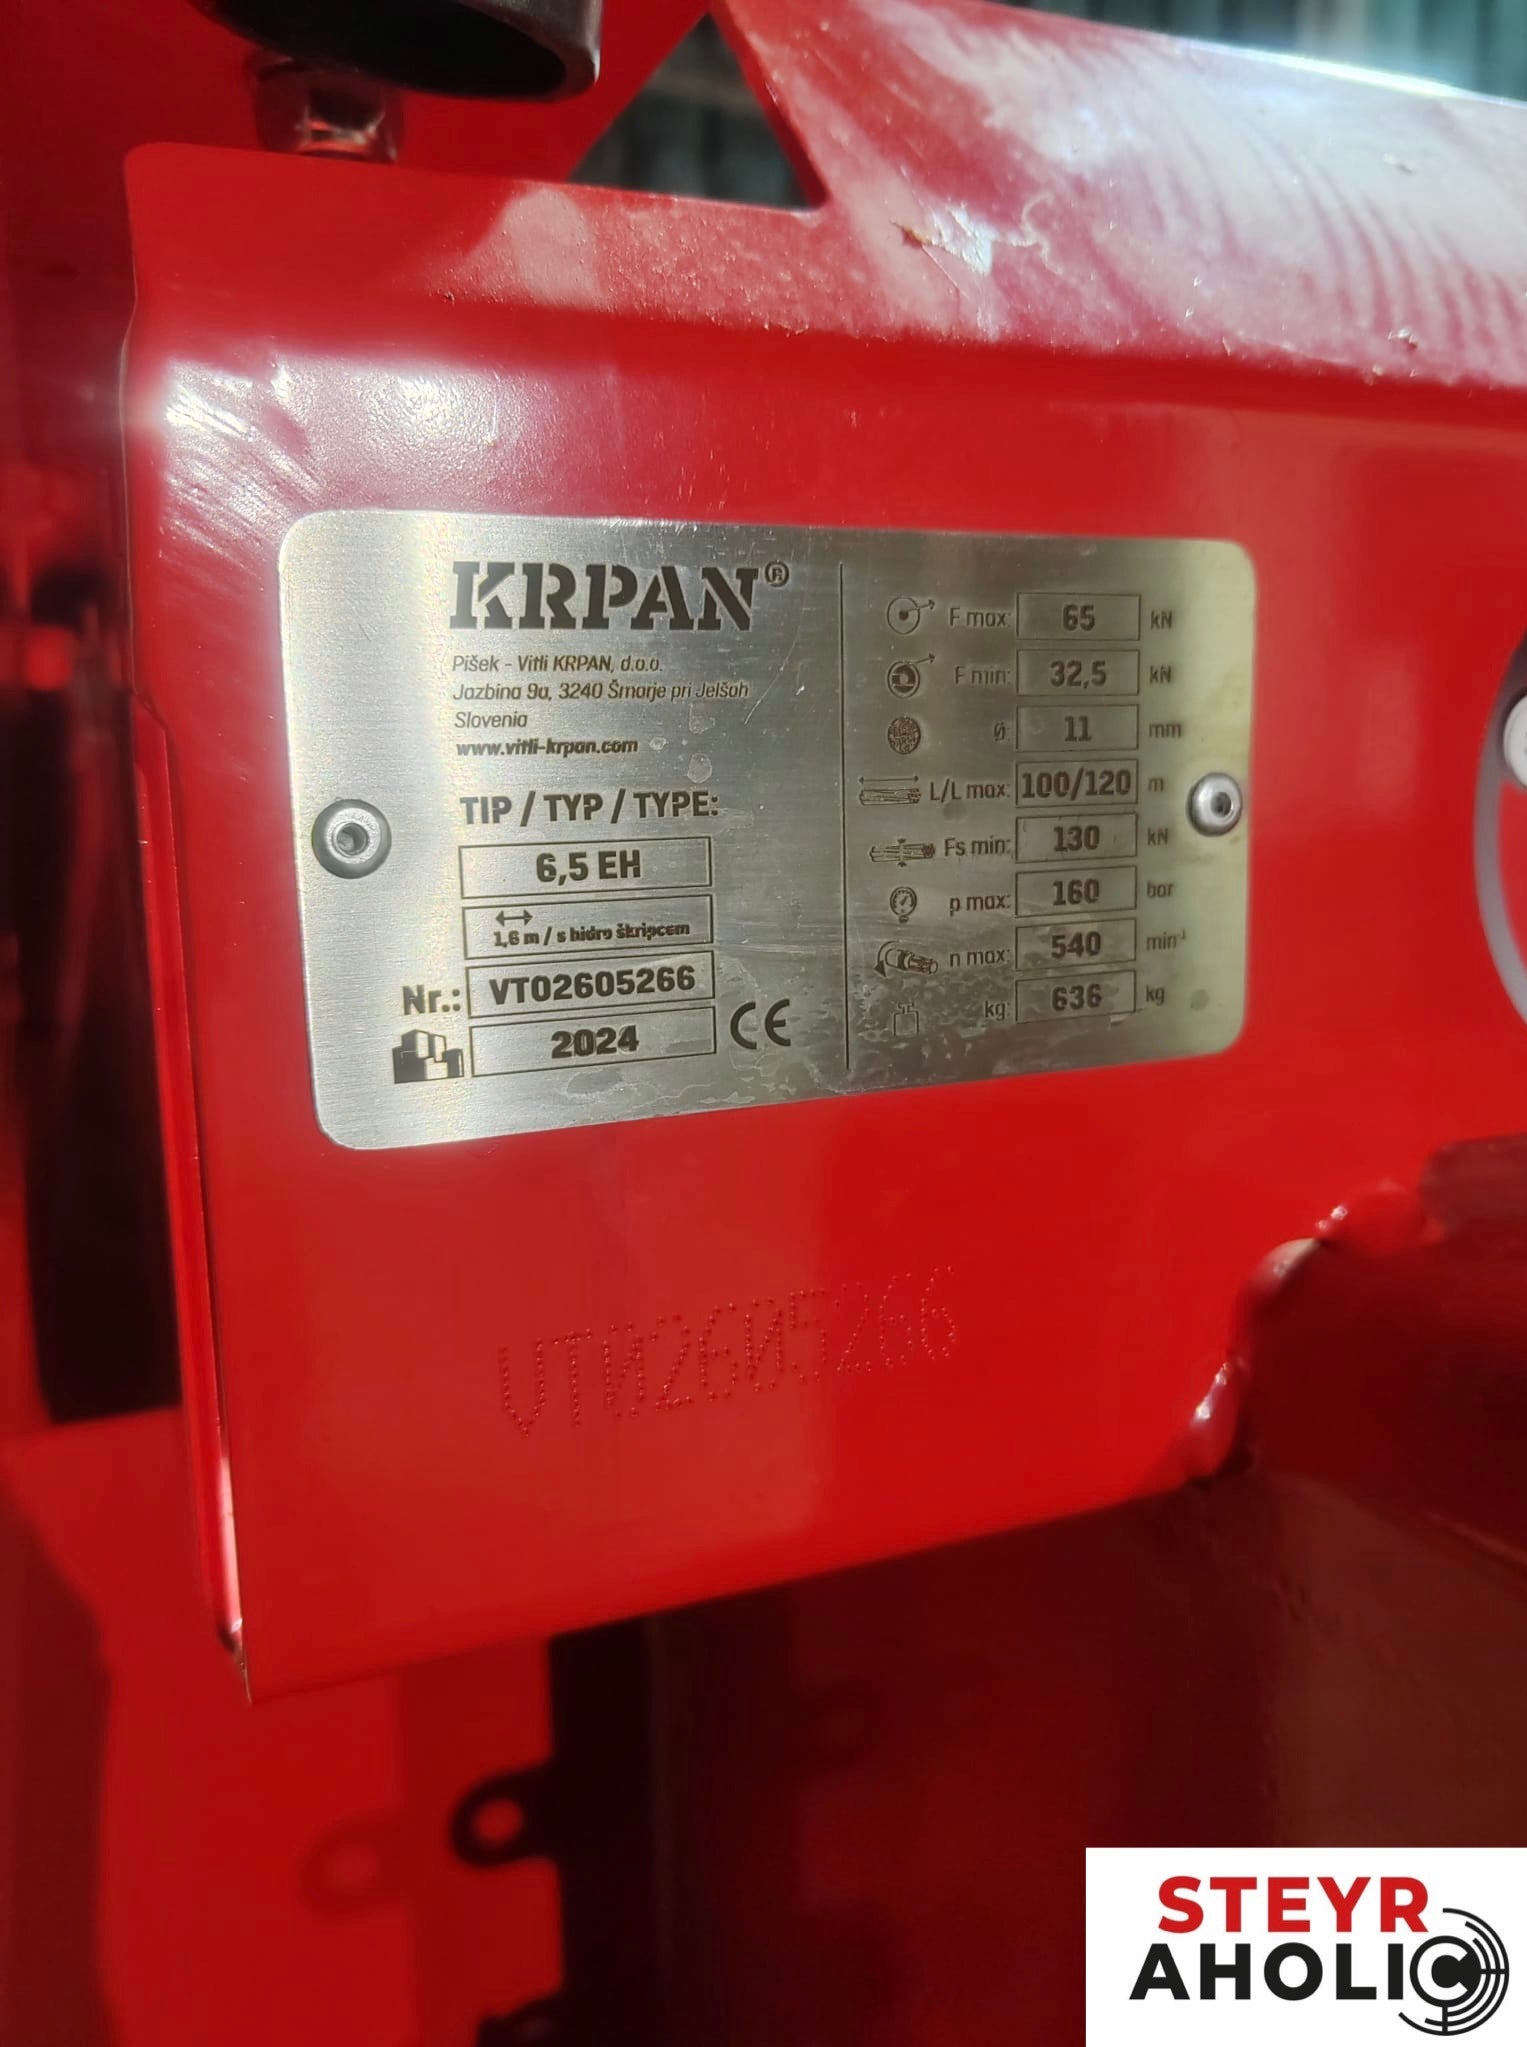 KRPAN®
Pišek - Vitli KRPAN, d.o.o.
Jazbina 9a, 3240 Šmarje pri Jelšah
Slovenia
www.vitli-krpan.com
TIP / TYP / TYPE:
6,5 EH
1,6 m / s hidro škripcem
Nr.: VT02605266
2024 CE
F max: 65 kN
F min: 32,5 kN
Ø: 11 mm
L/L max: 100/120 m
Fs min: 130 kN
p max: 160 bar
n max: 540 min⁻¹
kg: 636 kg
VT02605266
STEYR
AHOLIC